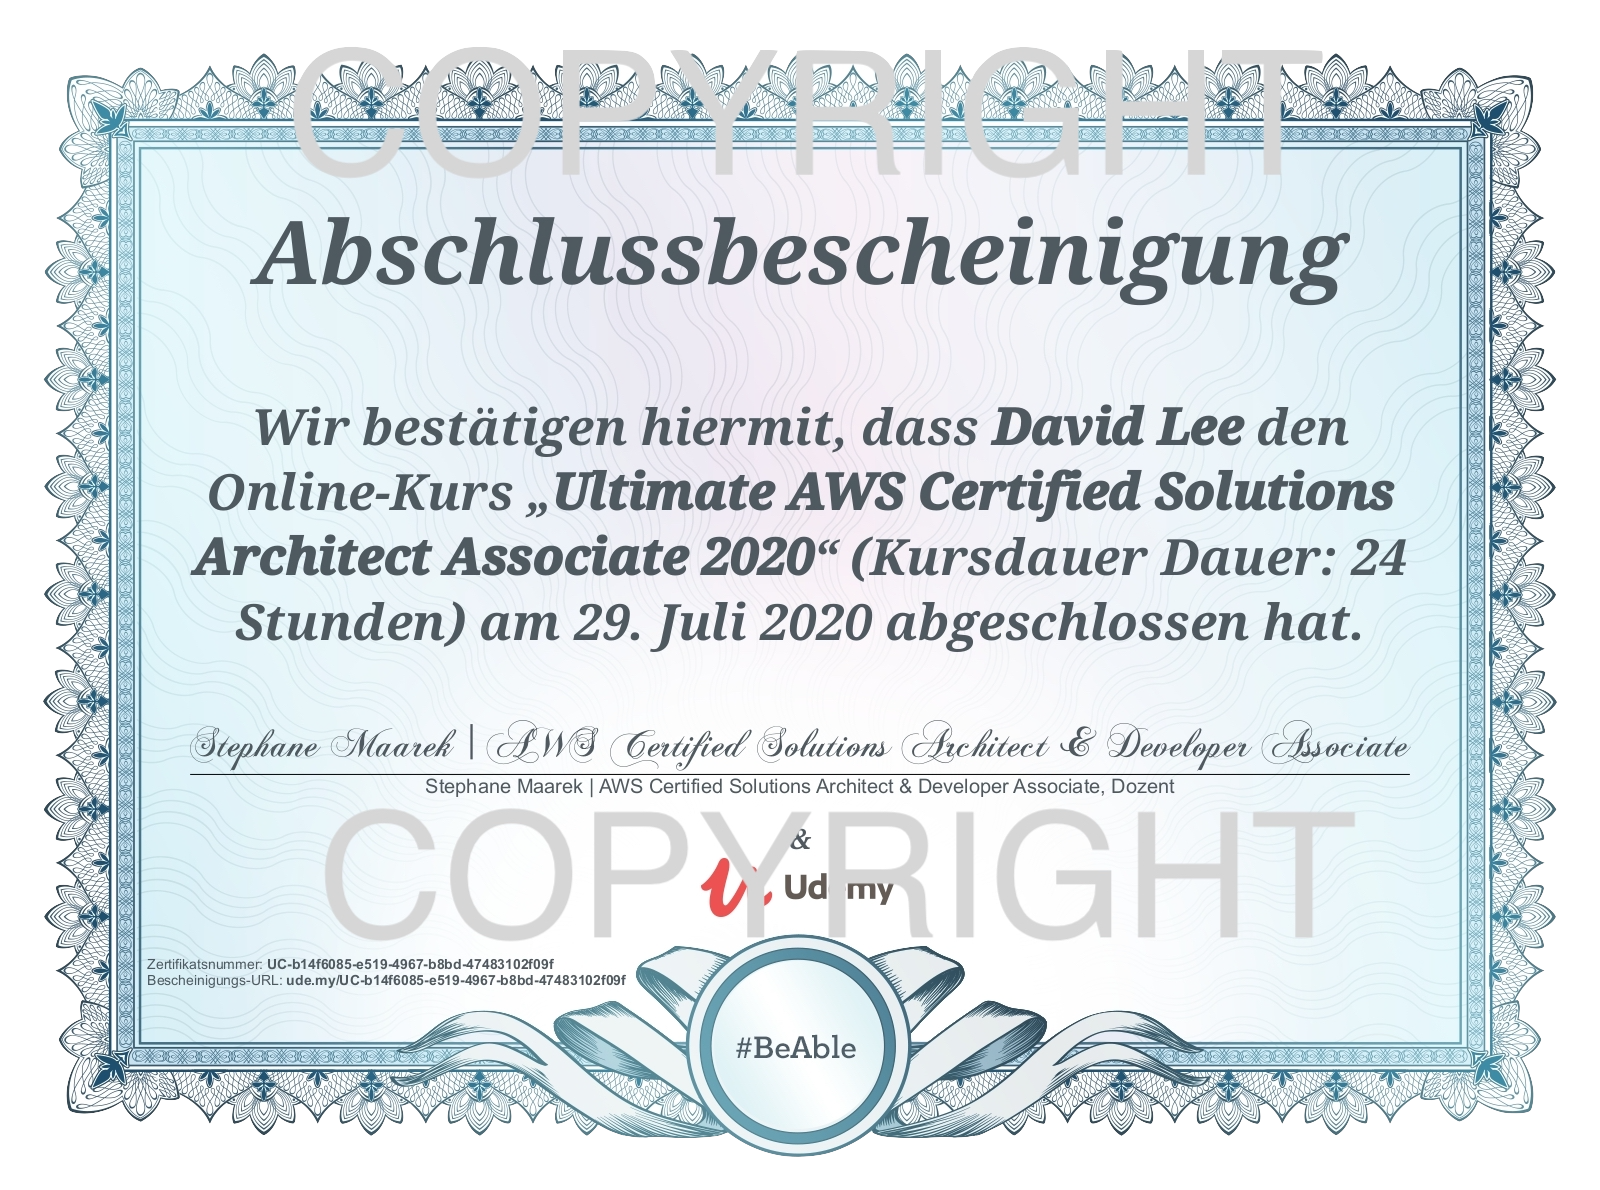 COPYRIGHT
Abschlussbescheinigung
Wir bestätigen hiermit, dass David Lee den
Online-Kurs „Ultimate AWS Certified Solutions
Architect Associate 2020“ (Kursdauer Dauer: 24
Stunden) am 29. Juli 2020 abgeschlossen hat.
Stephane Maarek | AWS Certified Solutions Architect & Developer Associate
Stephane Maarek | AWS Certified Solutions Architect & Developer Associate, Dozent
COPYRIGHT
&
Udemy
Zertifikatsnummer: UC-b14f6085-e519-4967-b8bd-47483102f09f
Bescheinigungs-URL: ude.my/UC-b14f6085-e519-4967-b8bd-47483102f09f
#BeAble